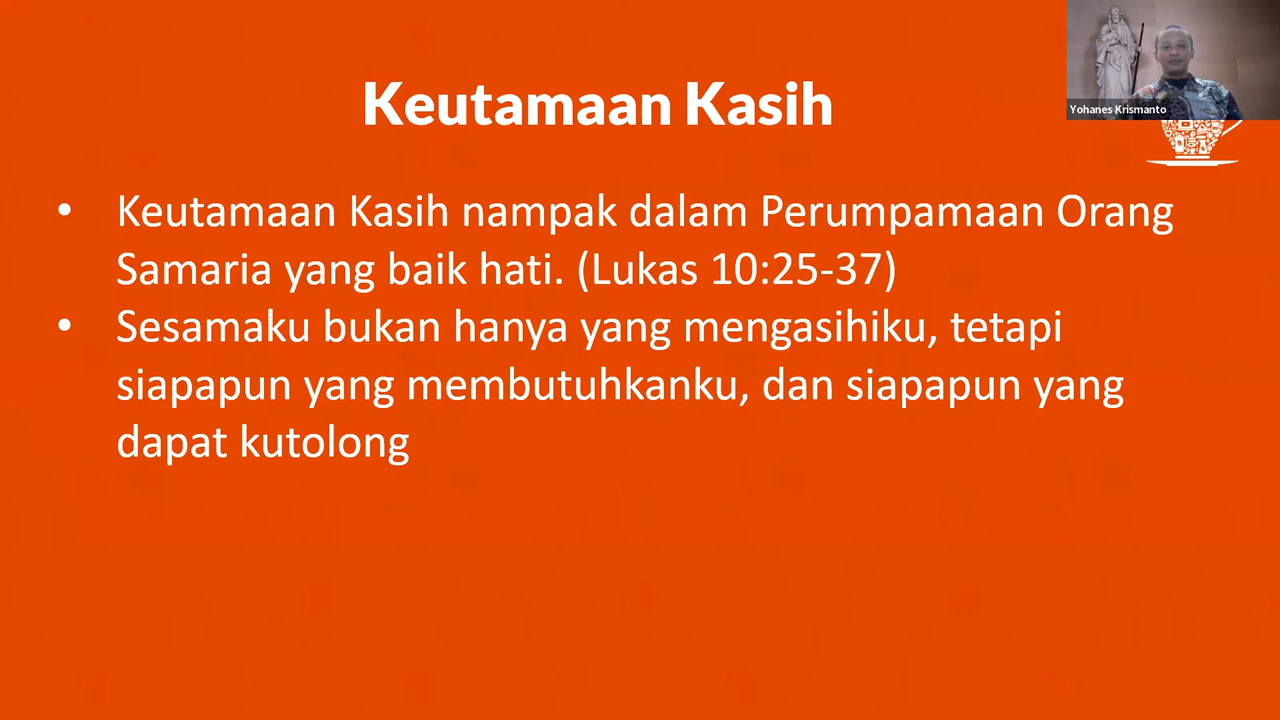 Keutamaan Kasih
Yohanes Krismanto
• Keutamaan Kasih nampak dalam Perumpamaan Orang
Samaria yang baik hati. (Lukas 10:25-37)
• Sesamaku bukan hanya yang mengasihiku, tetapi
siapapun yang membutuhkanku, dan siapapun yang
dapat kutolong